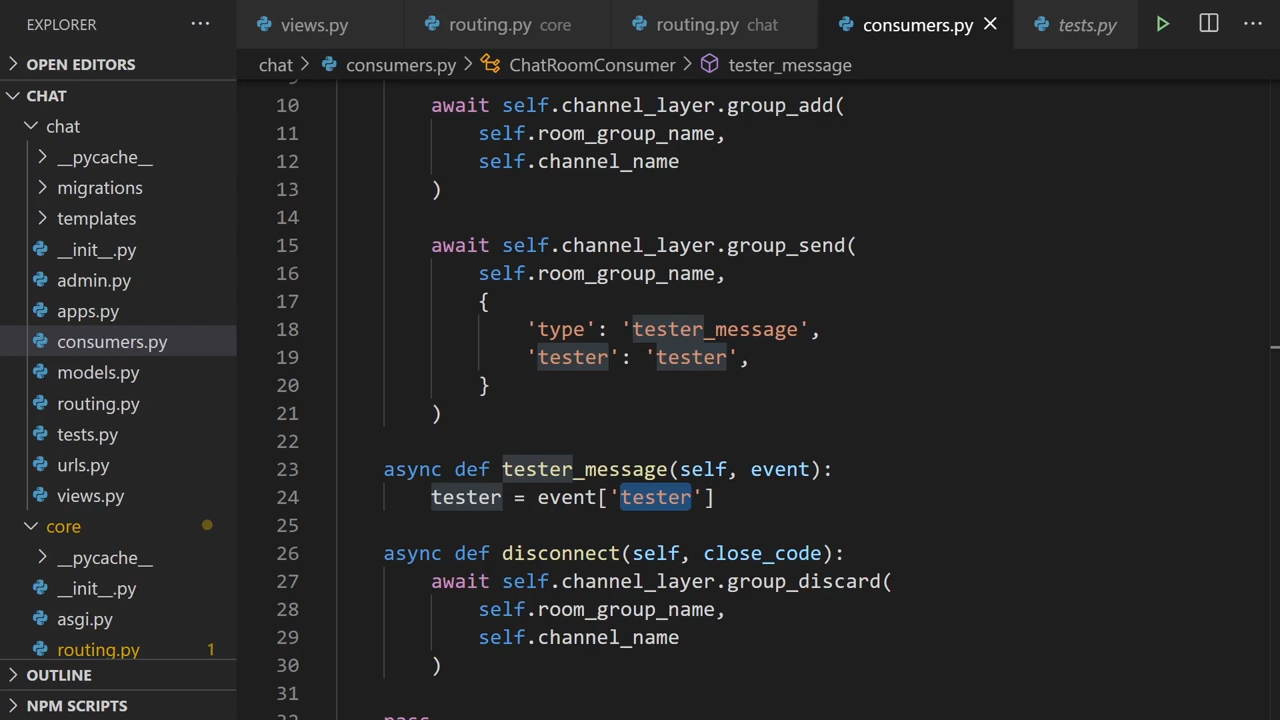 EXPLORER
OPEN EDITORS
CHAT
chat
__pycache__
migrations
templates
__init__.py
admin.py
apps.py
consumers.py
models.py
routing.py
tests.py
urls.py
views.py
core
__pycache__
__init__.py
asgi.py
routing.py 1
OUTLINE
NPM SCRIPTS
views.py
routing.py core
routing.py chat
consumers.py
tests.py
chat > consumers.py > ChatRoomConsumer > tester_message
10 await self.channel_layer.group_add(
11 self.room_group_name,
12 self.channel_name
13 )
14
15 await self.channel_layer.group_send(
16 self.room_group_name,
17 {
18 'type': 'tester_message',
19 'tester': 'tester',
20 }
21 )
22
23 async def tester_message(self, event):
24 tester = event['tester']
25
26 async def disconnect(self, close_code):
27 await self.channel_layer.group_discard(
28 self.room_group_name,
29 self.channel_name
30 )
31